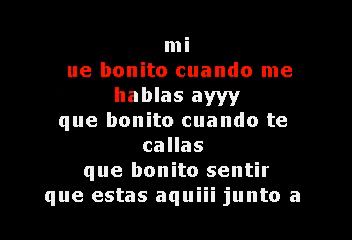 mi
ue bonito cuando me
hablas ayyy
que bonito cuando te
callas
que bonito sentir
que estas aquiii junto a